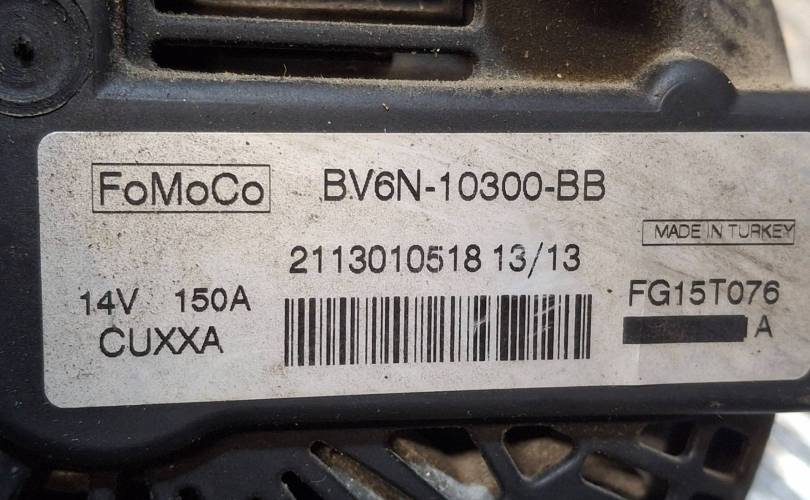 FoMoCo BV6N-10300-BB
MADE IN TURKEY
2113010518 13/13
14V 150A
FG15T076
CUXXA
A